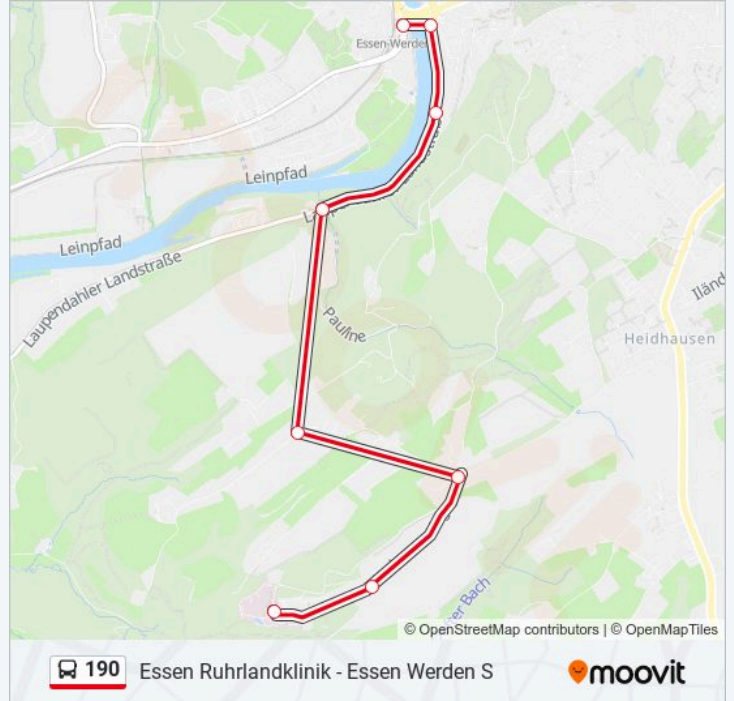 Essen-Werden
Leinpfad
Leinpfad
Laupendahler Landstraße
Pauline
Heidhausen
© OpenStreetMap contributors | © OpenMapTiles
190
Essen Ruhrlandklinik - Essen Werden S
moovit